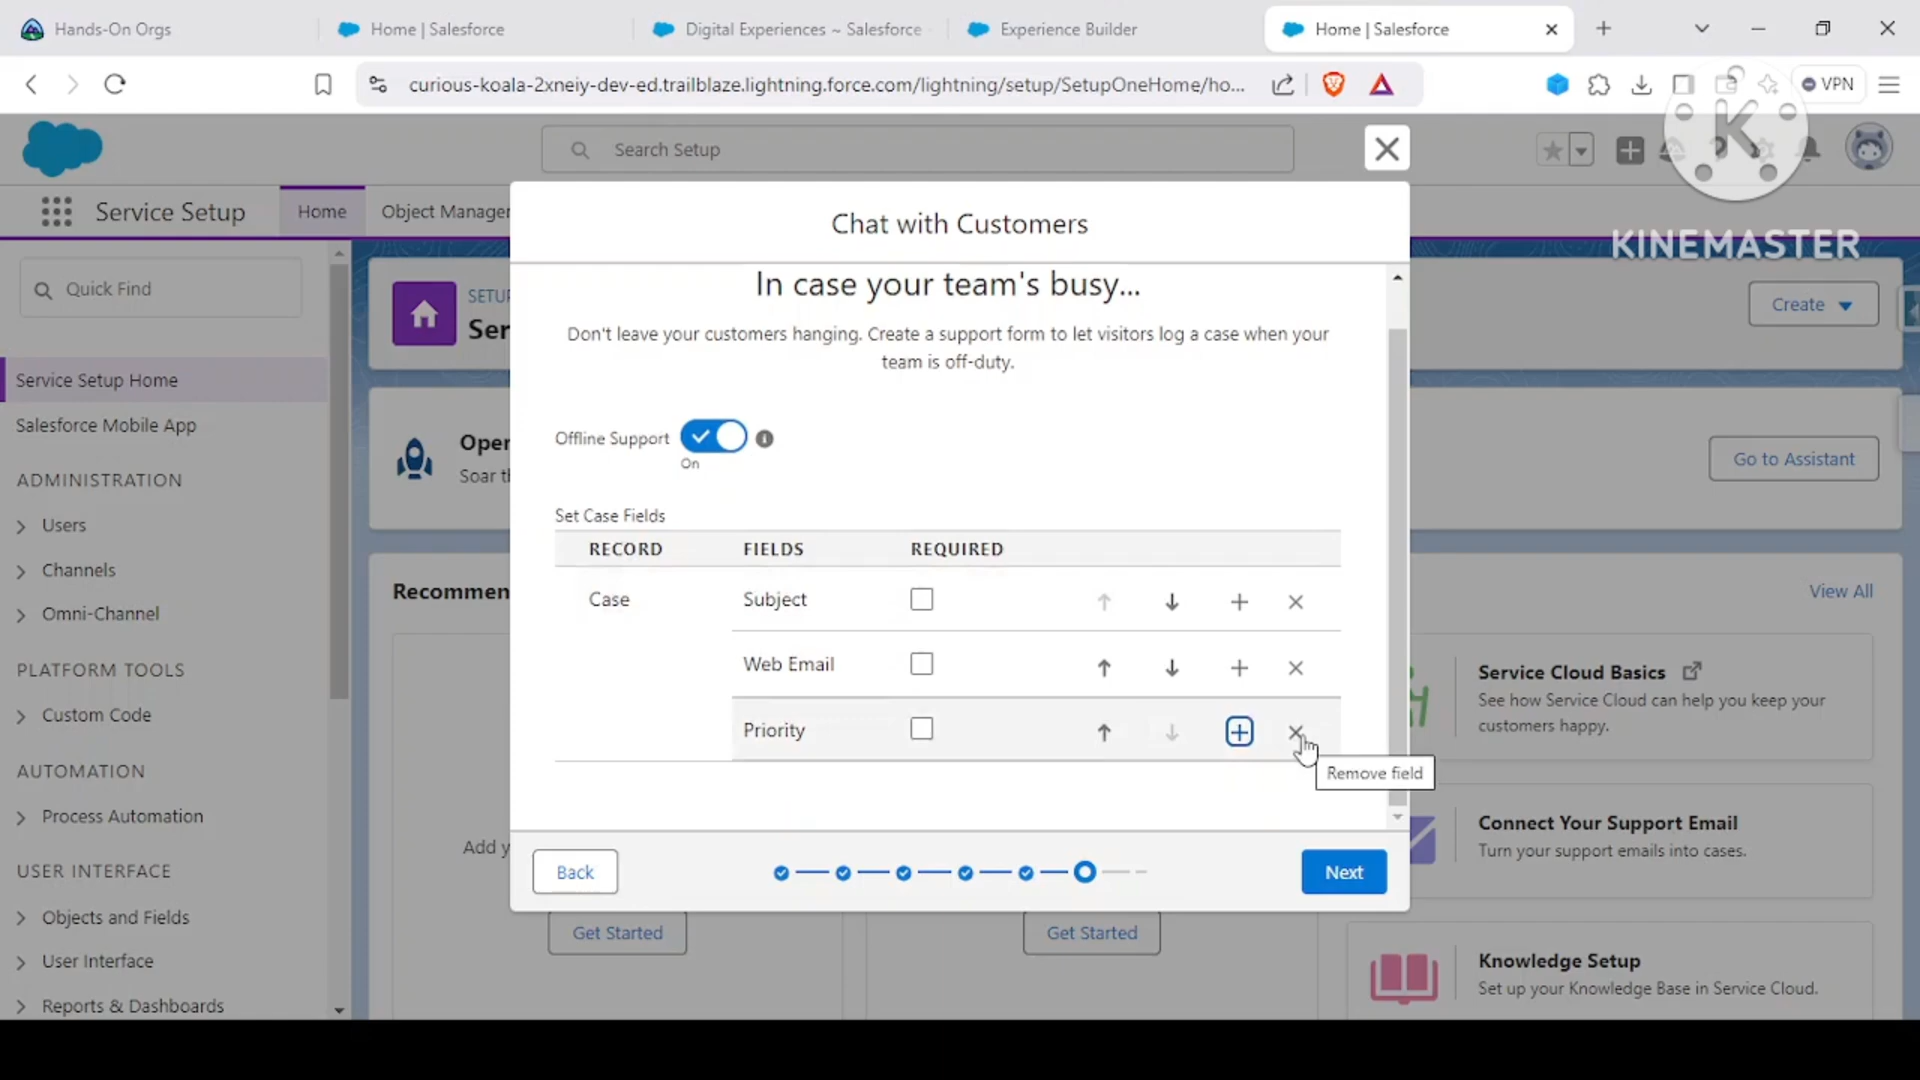 Hands-On Orgs
Home | Salesforce
Digital Experiences ~ Salesforce
Experience Builder
Home | Salesforce
curious-koala-2xneiy-dev-ed.trailblaze.lightning.force.com/lightning/setup/SetupOneHome/ho...
VPN
Search Setup
K
KINEMASTER
Service Setup
Home
Object Manager
Chat with Customers
Quick Find
SETUP
Ser
Create
In case your team's busy...
Don't leave your customers hanging. Create a support form to let visitors log a case when your
team is off-duty.
Service Setup Home
Salesforce Mobile App
Offline Support
On
Oper
Soar th
Go to Assistant
ADMINISTRATION
Users
Channels
Omni-Channel
Set Case Fields
RECORD
FIELDS
REQUIRED
Case
Subject
Web Email
Priority
Remove field
Recommen
View All
PLATFORM TOOLS
Custom Code
AUTOMATION
Process Automation
USER INTERFACE
Objects and Fields
User Interface
Reports & Dashboards
Service Cloud Basics
See how Service Cloud can help you keep your
customers happy.
Connect Your Support Email
Turn your support emails into cases.
Add y
Back
Next
Get Started
Get Started
Knowledge Setup
Set up your Knowledge Base in Service Cloud.